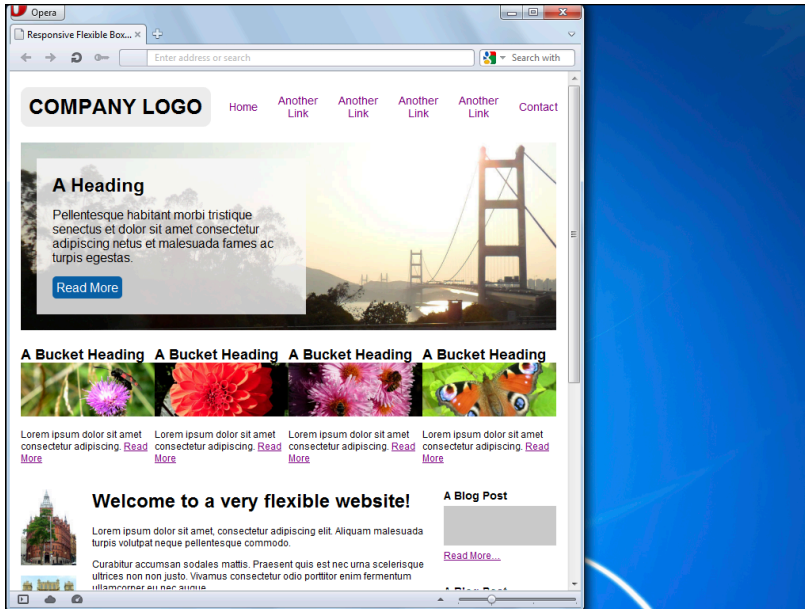 Opera
Responsive Flexible Box...
Enter address or search
Search with
COMPANY LOGO
Home
Another
Link
Another
Link
Another
Link
Another
Link
Contact
A Heading
Pellentesque habitant morbi tristique
senectus et dolor sit amet consectetur
adipiscing netus et malesuada fames ac
turpis egestas.
Read More
A Bucket Heading
Lorem ipsum dolor sit amet
consectetur adipiscing. Read
More
A Bucket Heading
Lorem ipsum dolor sit amet
consectetur adipiscing. Read
More
A Bucket Heading
Lorem ipsum dolor sit amet
consectetur adipiscing. Read
More
A Bucket Heading
Lorem ipsum dolor sit amet
consectetur adipiscing. Read
More
Welcome to a very flexible website!
Lorem ipsum dolor sit amet, consectetur adipiscing elit. Aliquam malesuada
turpis volutpat neque pellentesque commodo.
Curabitur accumsan sodales mattis. Praesent quis est nec urna scelerisque
ultrices non non justo. Vivamus consectetur odio porttitor enim fermentum
ullamcorper eu nec augue.
A Blog Post
Read More...
A Blog Post